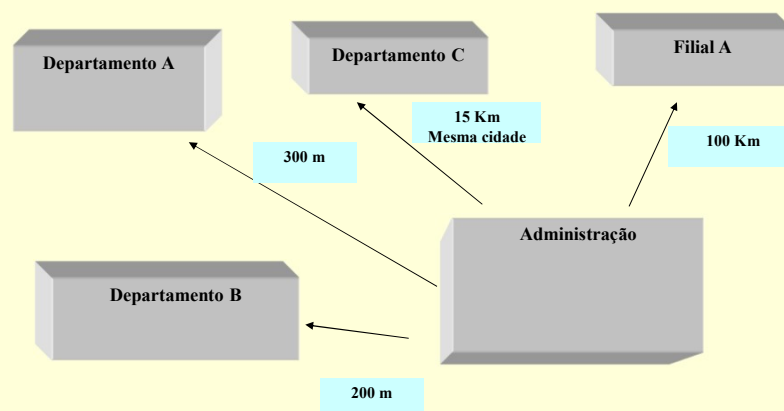 Departamento A
Departamento C
Filial A
15 Km
Mesma cidade
300 m
100 Km
Administração
Departamento B
200 m